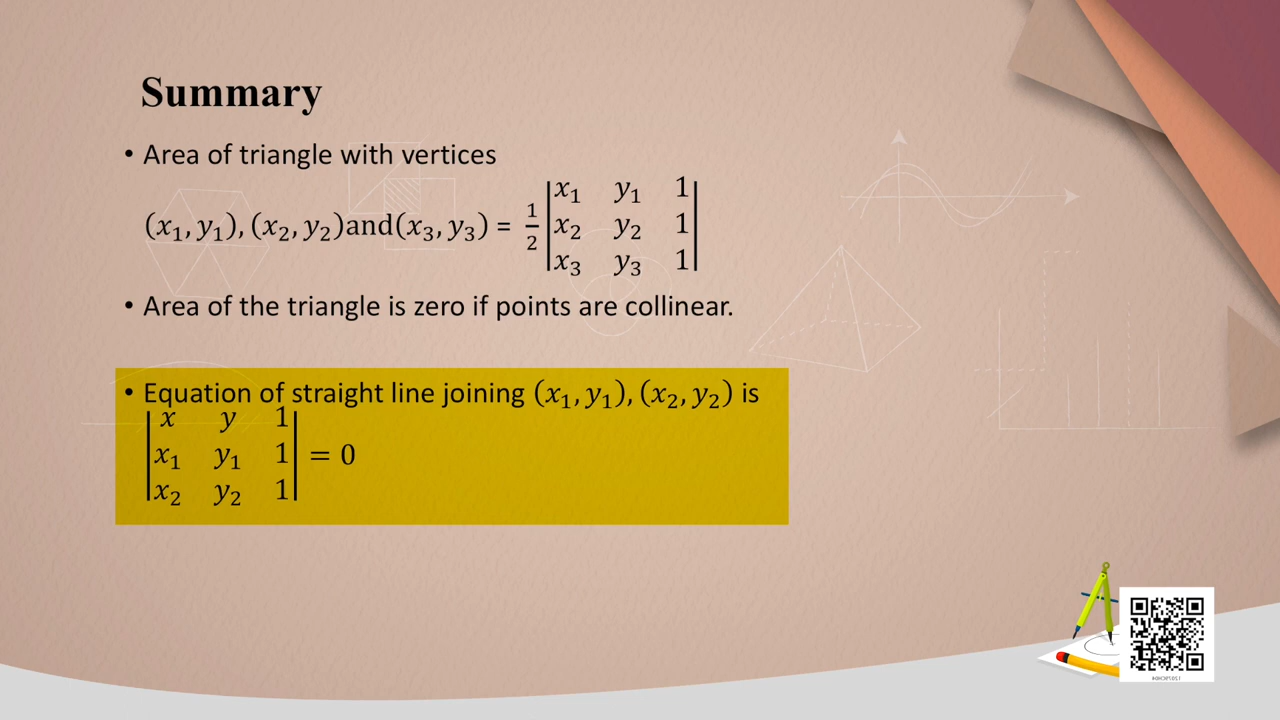 Summary
• Area of triangle with vertices
(x₁, y₁), (x₂, y₂)and(x₃, y₃) = 1/2 |x₁ y₁ 1|
|x₂ y₂ 1|
|x₃ y₃ 1|
• Area of the triangle is zero if points are collinear.
• Equation of straight line joining (x₁, y₁), (x₂, y₂) is
|x y 1|
|x₁ y₁ 1| = 0
|x₂ y₂ 1|